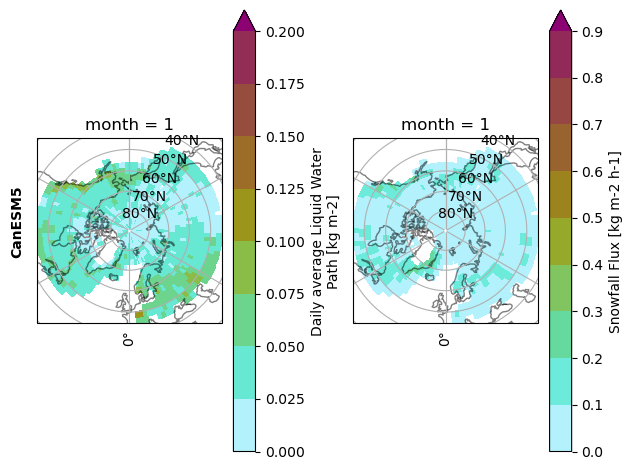 CanESM5
month = 1
40°N
50°N
60°N
70°N
80°N
0°
0.200
0.175
0.150
0.125
0.100
0.075
0.050
0.025
0.000
Daily average Liquid Water
Path [kg m-2]
month = 1
40°N
50°N
60°N
70°N
80°N
0°
0.9
0.8
0.7
0.6
0.5
0.4
0.3
0.2
0.1
0.0
Snowfall Flux [kg m-2 h-1]